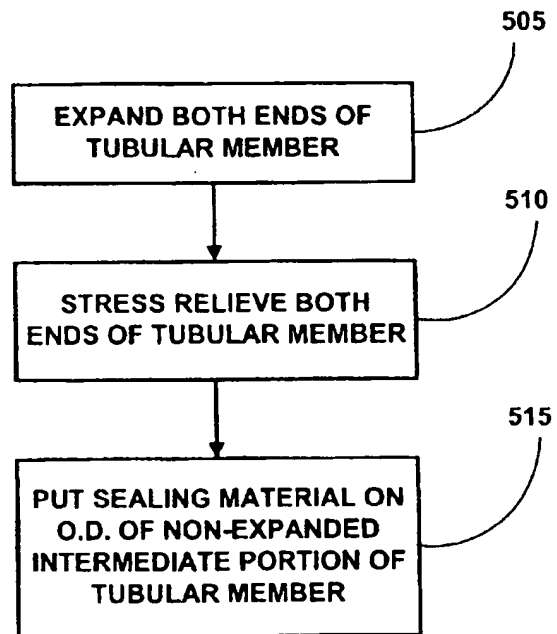 505
EXPAND BOTH ENDS OF
TUBULAR MEMBER
510
STRESS RELIEVE BOTH
ENDS OF TUBULAR MEMBER
515
PUT SEALING MATERIAL ON
O.D. OF NON-EXPANDED
INTERMEDIATE PORTION OF
TUBULAR MEMBER